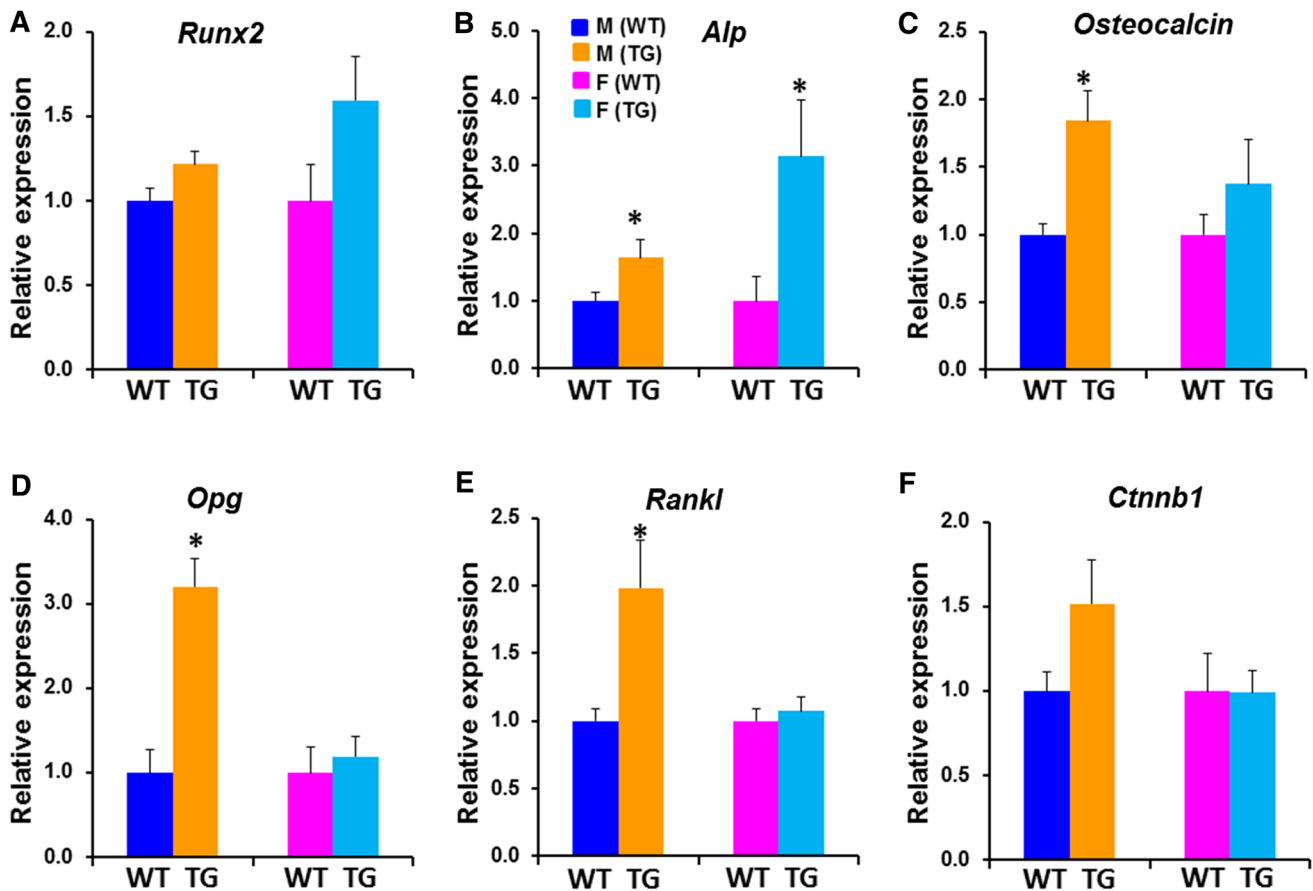 A
Runx2
Relative expression
2.0
1.5
1.0
0.5
0.0
WT TG
WT TG
B
Alp
M (WT)
M (TG)
F (WT)
F (TG)
Relative expression
5.0
4.0
3.0
2.0
1.0
0.0
*
*
WT TG
WT TG
C
Osteocalcin
Relative expression
2.5
2.0
1.5
1.0
0.5
0.0
*
WT TG
WT TG
D
Opg
Relative expression
4.0
3.0
2.0
1.0
0.0
*
WT TG
WT TG
E
Rankl
Relative expression
2.5
2.0
1.5
1.0
0.5
0.0
*
WT TG
WT TG
F
Ctnnb1
Relative expression
2.0
1.5
1.0
0.5
0.0
WT TG
WT TG